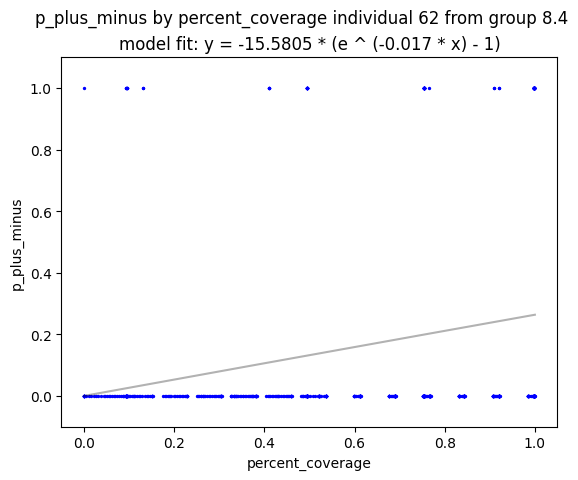 p_plus_minus by percent_coverage individual 62 from group 8.4
model fit: y = -15.5805 * (e ^ (-0.017 * x) - 1)
1.0
0.8
0.6
0.4
0.2
0.0
p_plus_minus
0.0 0.2 0.4 0.6 0.8 1.0
percent_coverage